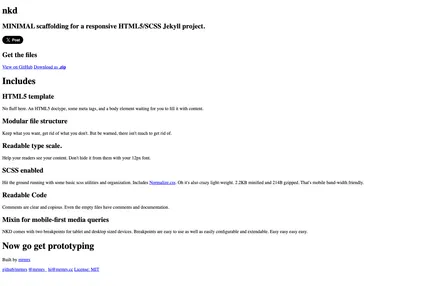 nkd
MINIMAL scaffolding for a responsive HTML5/SCSS Jekyll project.
Post
Get the files
View on GitHub Download as .zip
Includes
HTML5 template
No fluff here. An HTML5 doctype, some meta tags, and a body element waiting for you to fill it with content.
Modular file structure
Keep what you want, get rid of what you don't. But be warned, there isn't much to get rid of.
Readable type scale.
Help your readers see your content. Don't hide it from them with your 12px font.
SCSS enabled
Hit the ground running with some basic scss utilities and organization. Includes Normalize.css. Oh it's also crazy light weight. 2.2KB minified and 214B gzipped. That's mobile band-width friendly.
Readable Code
Comments are clear and copious. Even the empty files have comments and documentation.
Mixin for mobile-first media queries
NKD comes with two breakpoints for tablet and desktop sized devices. Breakpoints are easy to use as well as easily configurable and extendable. Easy easy easy easy.
Now go get prototyping
Built by
License: MIT